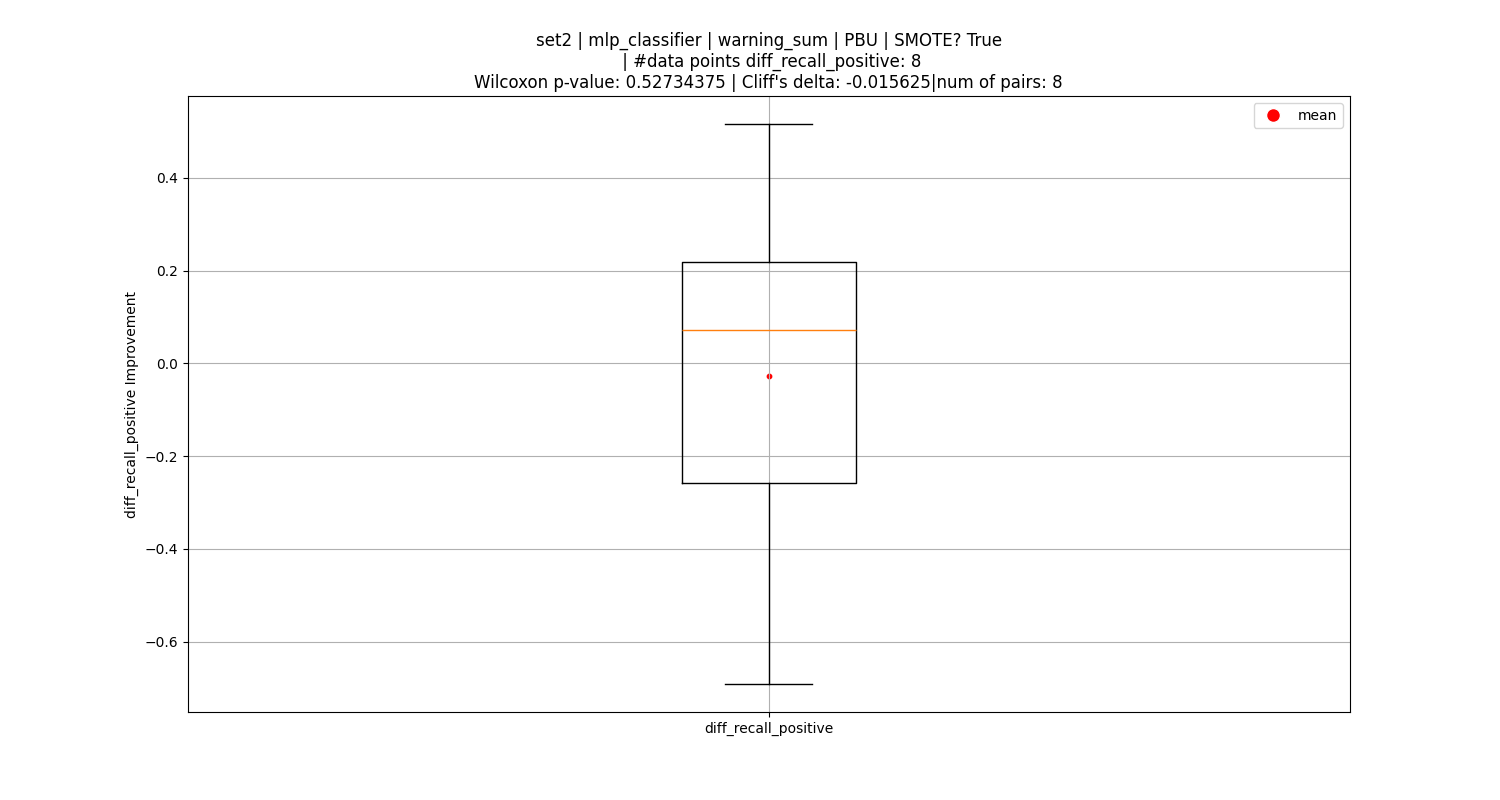 set2 | mlp_classifier | warning_sum | PBU | SMOTE? True
| #data points diff_recall_positive: 8
Wilcoxon p-value: 0.52734375 | Cliff's delta: -0.015625|num of pairs: 8
mean
0.4
0.2
0.0
−0.2
−0.4
−0.6
diff_recall_positive Improvement
diff_recall_positive